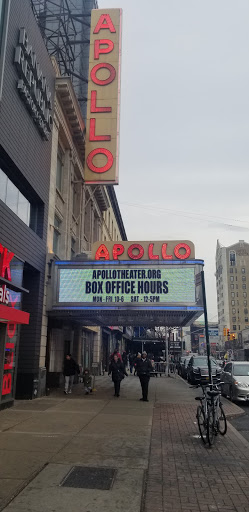 APOLLO
APOLLO
APOLLOTHEATER.ORG
BOX OFFICE HOURS
MON - FRI 10-6 SAT - 12-5PM